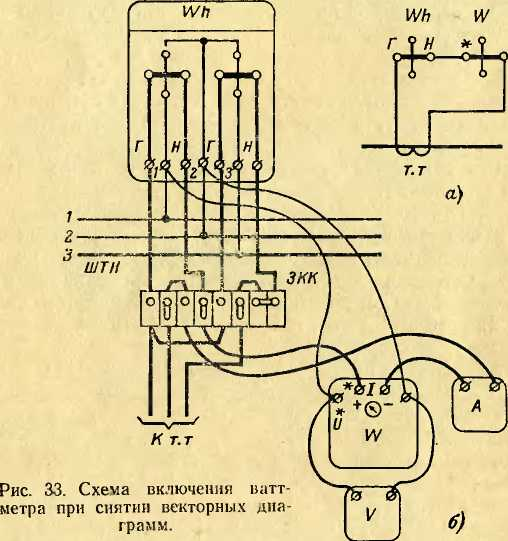 Wh
Wh W
Г Н *
т.т
а)
Г Н Г Н
1 2 3
1
2
3
ШТН
ЗКК
К т.т
* I
+ -
*
U
W
A
V
б)
Рис. 33. Схема включения ватт-
метра при снятии векторных диа-
грамм.